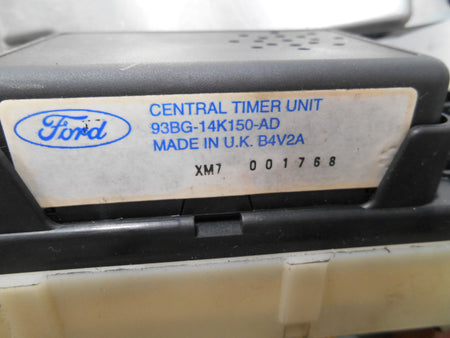 Ford
CENTRAL TIMER UNIT
93BG-14K150-AD
MADE IN U.K. B4V2A
XM7 001768